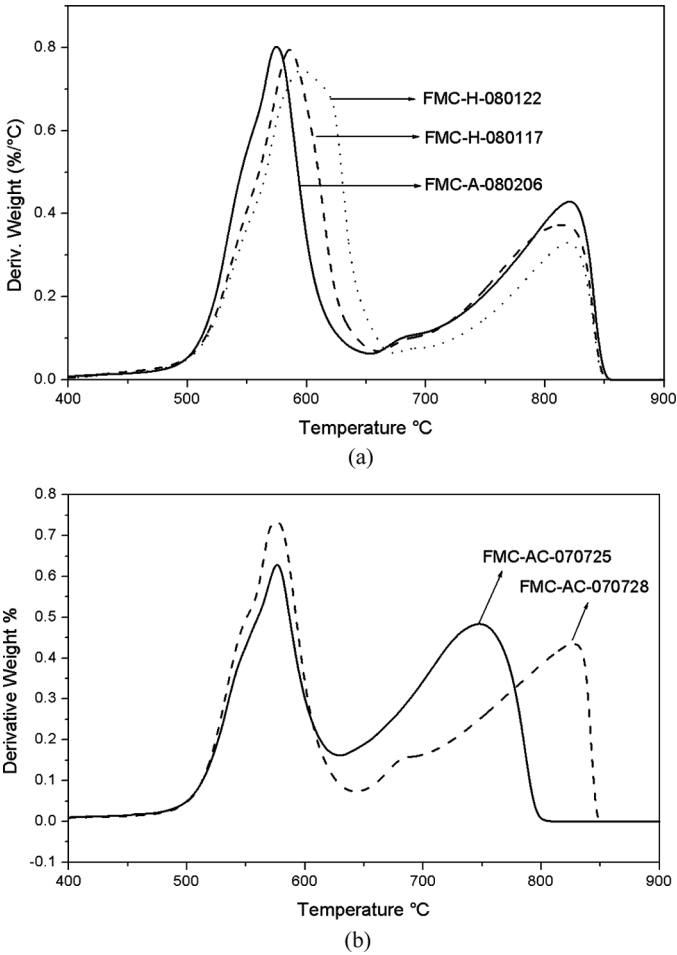 Deriv. Weight (%/°C)
0.8
0.6
0.4
0.2
0.0
FMC-H-080122
FMC-H-080117
FMC-A-080206
400 500 600 700 800 900
Temperature °C
(a)
Derivative Weight %
0.8
0.7
0.6
0.5
0.4
0.3
0.2
0.1
0.0
-0.1
FMC-AC-070725
FMC-AC-070728
400 500 600 700 800 900
Temperature °C
(b)